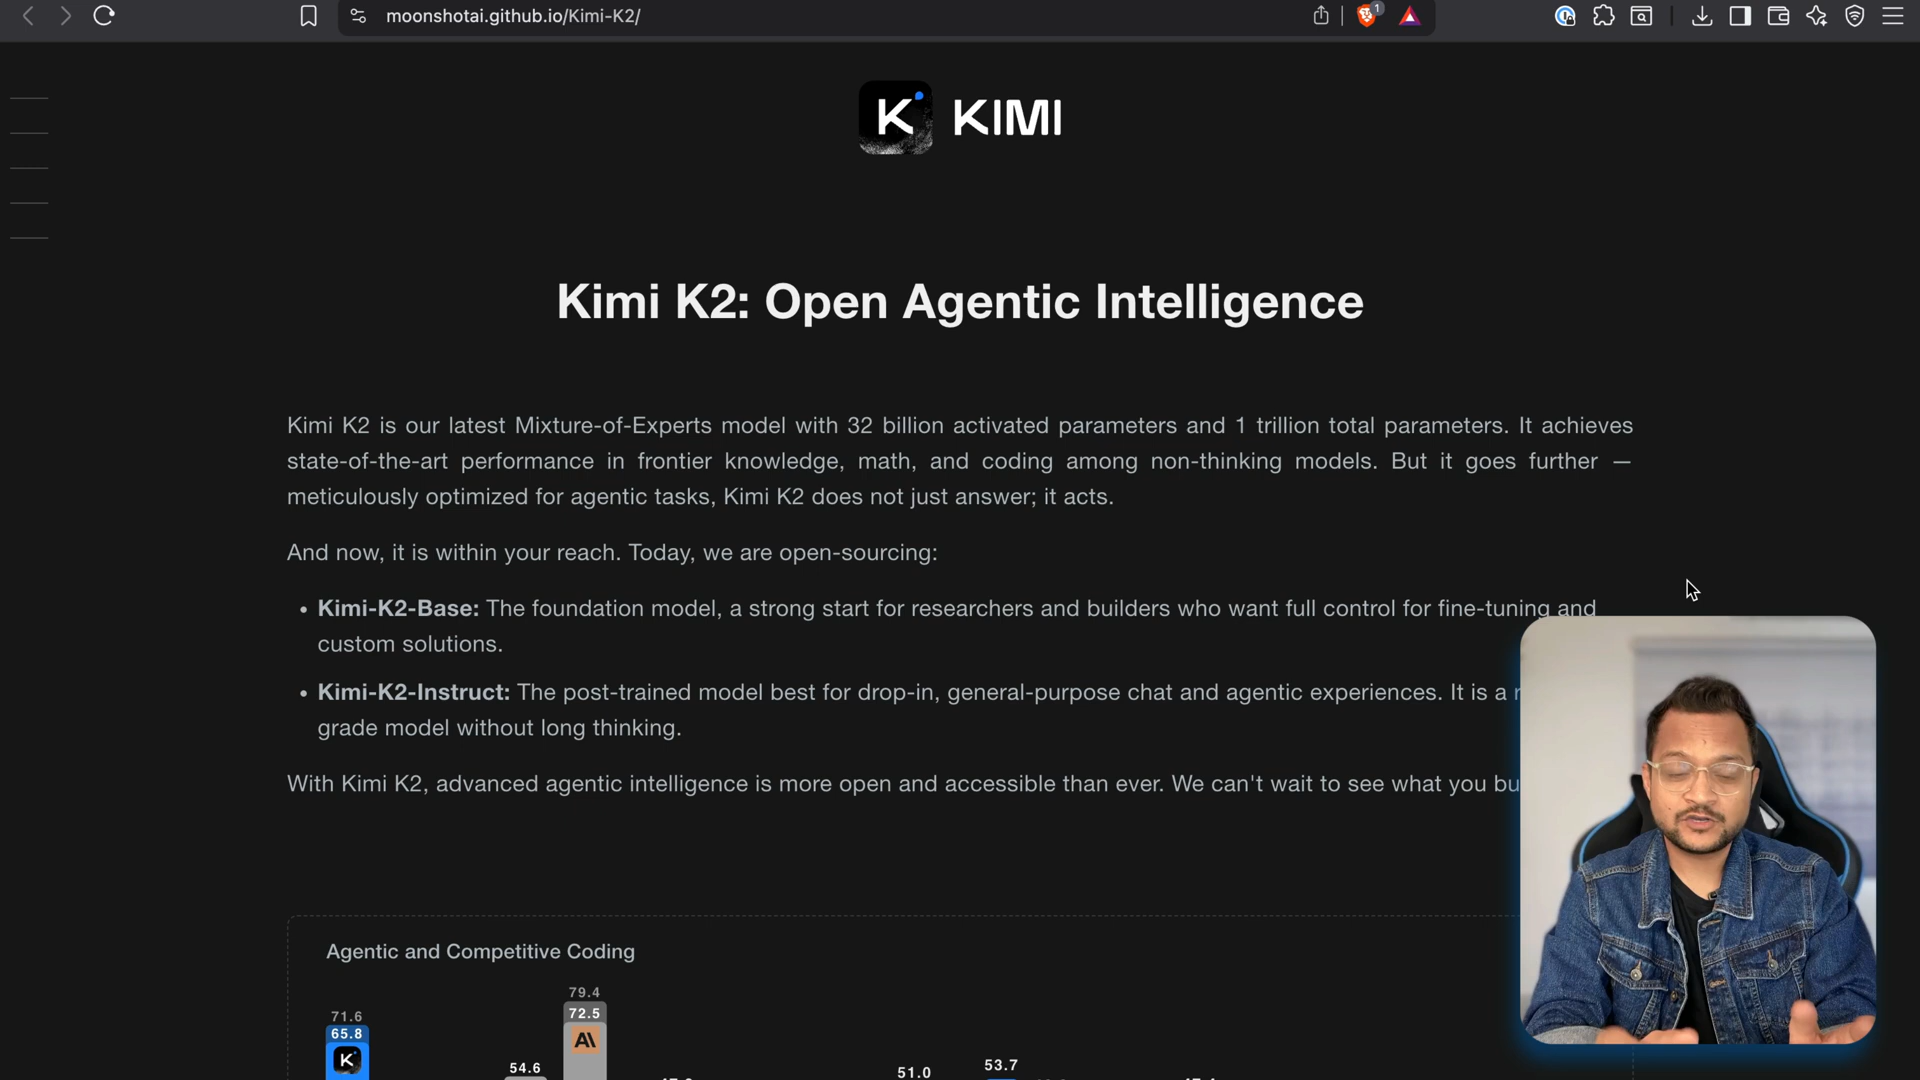 moonshotai.github.io/Kimi-K2/
1
K KIMI
Kimi K2: Open Agentic Intelligence
Kimi K2 is our latest Mixture-of-Experts model with 32 billion activated parameters and 1 trillion total parameters. It achieves
state-of-the-art performance in frontier knowledge, math, and coding among non-thinking models. But it goes further —
meticulously optimized for agentic tasks, Kimi K2 does not just answer; it acts.
And now, it is within your reach. Today, we are open-sourcing:
• Kimi-K2-Base: The foundation model, a strong start for researchers and builders who want full control for fine-tuning and
custom solutions.
• Kimi-K2-Instruct: The post-trained model best for drop-in, general-purpose chat and agentic experiences. It is a
grade model without long thinking.
With Kimi K2, advanced agentic intelligence is more open and accessible than ever. We can't wait to see what you
Agentic and Competitive Coding
79.4
72.5
71.6
65.8
K
AI
54.6
51.0
53.7